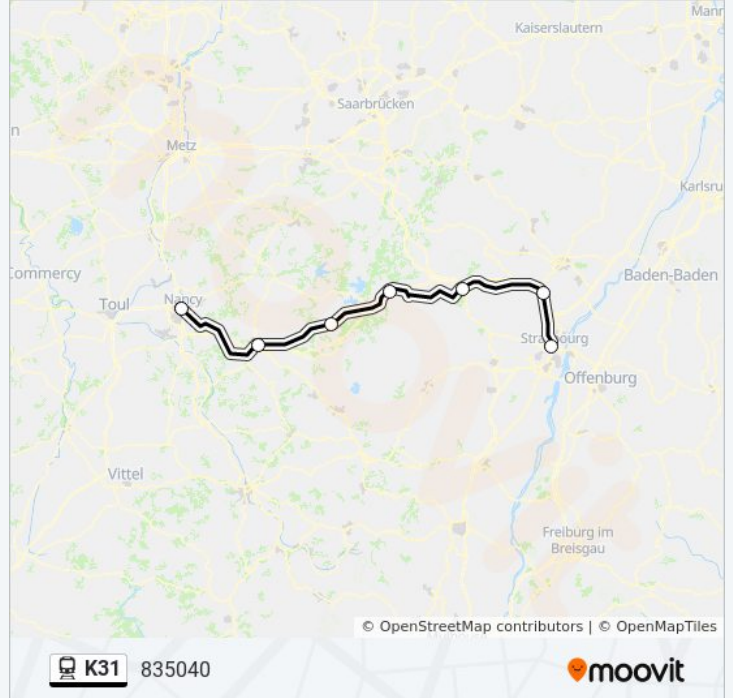 Mann
Kaiserslautern
Saarbrücken
n
Metz
Karlsru
Commercy
Baden-Baden
Nancy
Toul
Strasbourg
Offenburg
Vittel
Freiburg im
Breisgau
© OpenStreetMap contributors | © OpenMapTiles
K31 835040 moovit